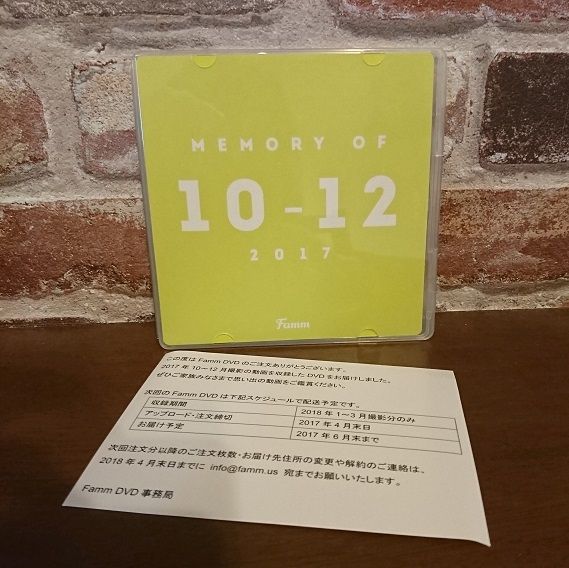 MEMORY OF
10-12
2017
Famm
この度は Famm DVD のご注文ありがとうございます。
2017 年 10～12 月撮影の動画を収録した DVD をお届けしました。
ぜひご家族みなさまで思い出の動画をご鑑賞ください。
次回の Famm DVD は下記スケジュールで配送予定です。
収録期間 2018 年 1～3 月撮影分のみ
アップロード・注文締切 2017 年 4 月末日
お届け予定 2017 年 6 月末まで
次回注文分以降のご注文枚数・お届け先住所の変更や解約のご連絡は、
2018 年 4 月末日までに info@famm.us 宛までお願いいたします。
Famm DVD 事務局